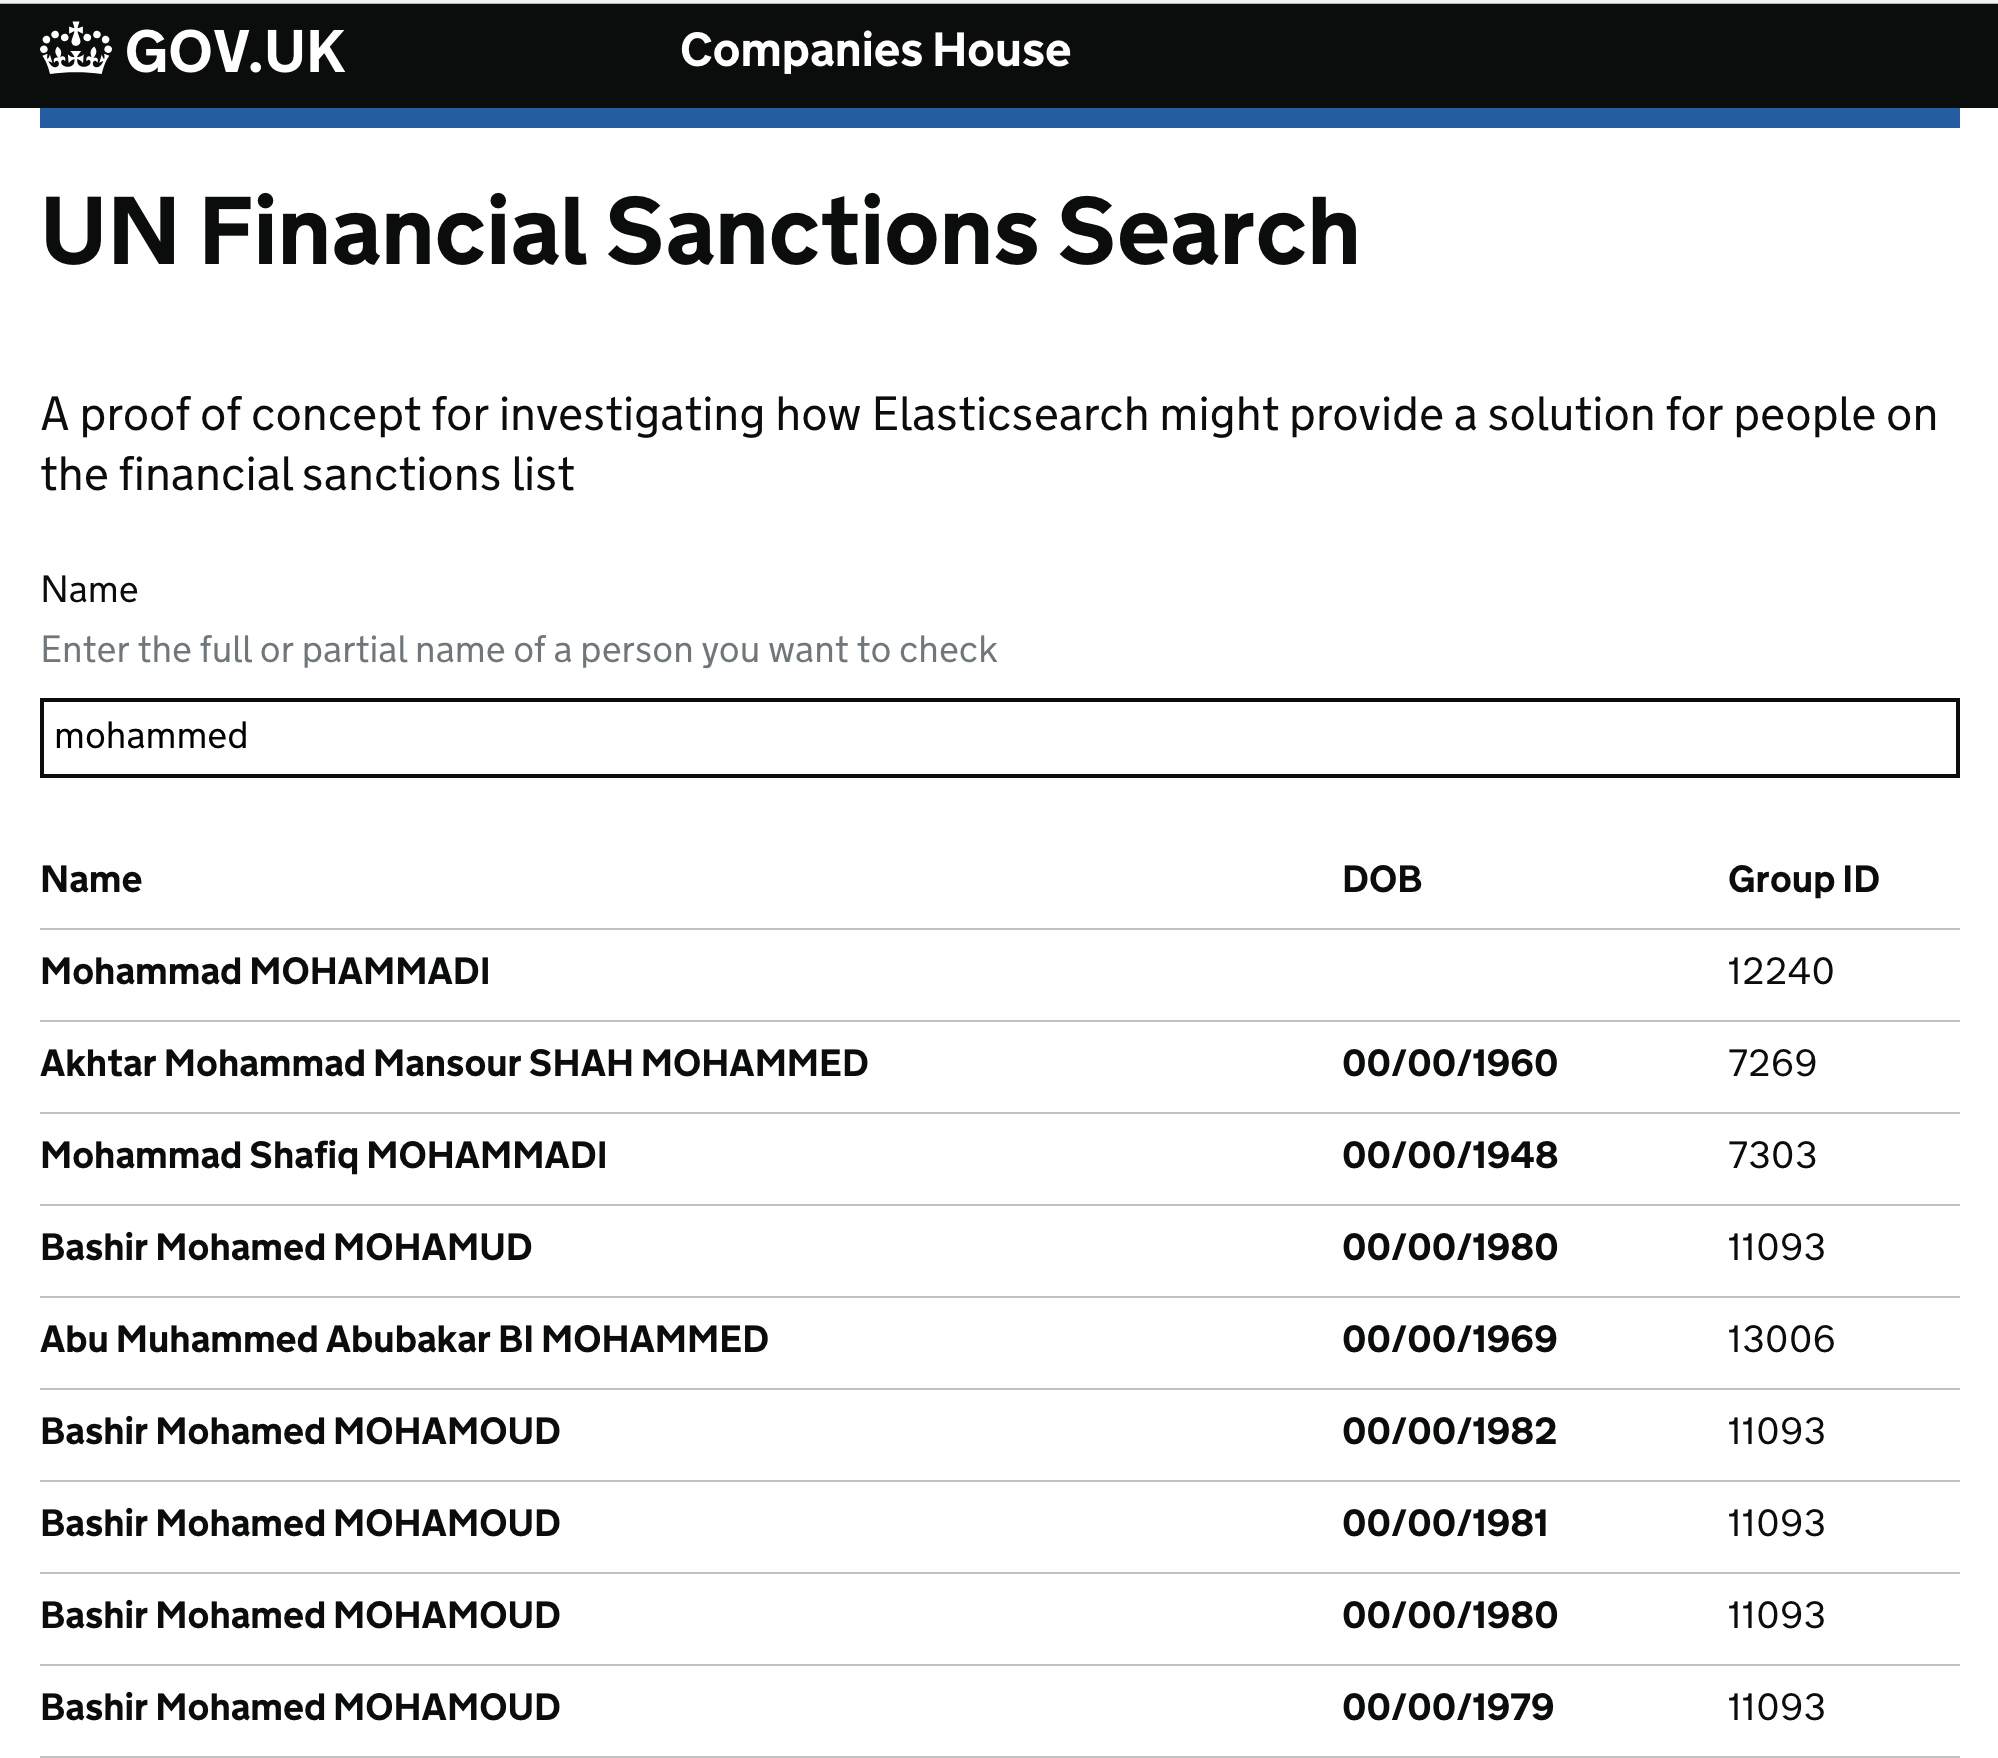 GOV.UK Companies House
UN Financial Sanctions Search
A proof of concept for investigating how Elasticsearch might provide a solution for people on
the financial sanctions list
Name
Enter the full or partial name of a person you want to check
mohammed
Name DOB Group ID
Mohammad MOHAMMADI 12240
Akhtar Mohammad Mansour SHAH MOHAMMED 00/00/1960 7269
Mohammad Shafiq MOHAMMADI 00/00/1948 7303
Bashir Mohamed MOHAMUD 00/00/1980 11093
Abu Muhammed Abubakar BI MOHAMMED 00/00/1969 13006
Bashir Mohamed MOHAMOUD 00/00/1982 11093
Bashir Mohamed MOHAMOUD 00/00/1981 11093
Bashir Mohamed MOHAMOUD 00/00/1980 11093
Bashir Mohamed MOHAMOUD 00/00/1979 11093